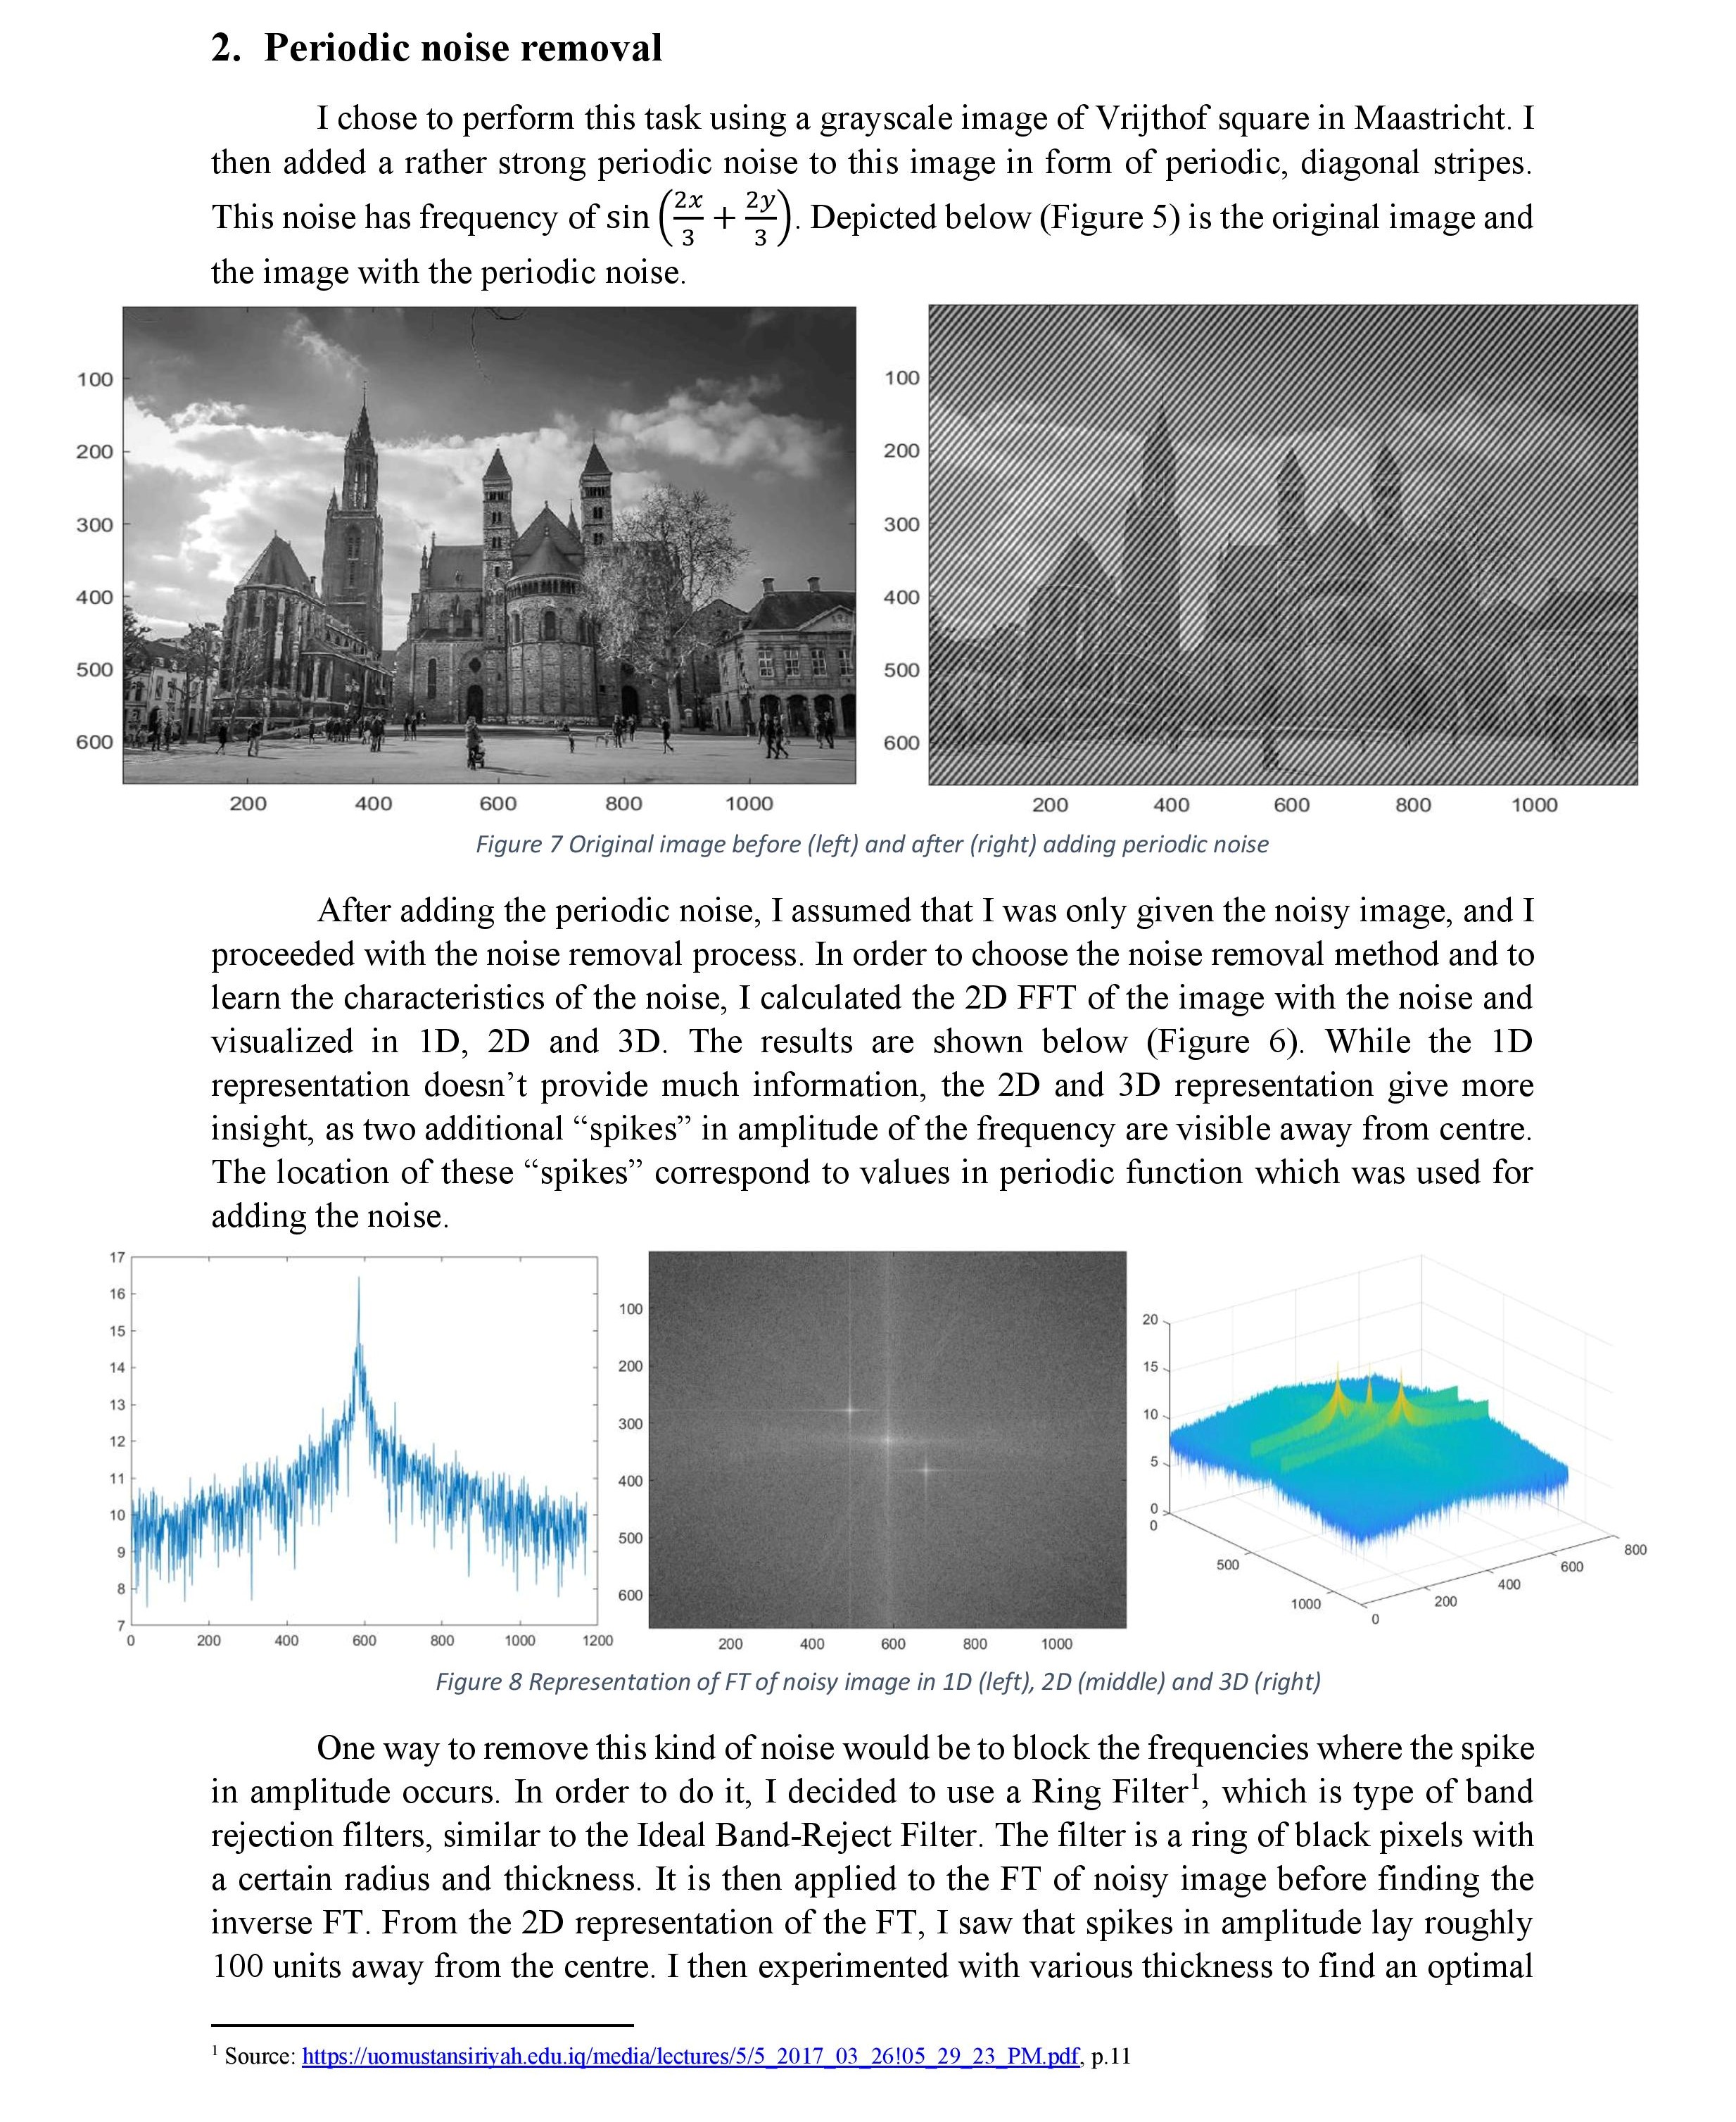 2. Periodic noise removal
I chose to perform this task using a grayscale image of Vrijthof square in Maastricht. I
then added a rather strong periodic noise to this image in form of periodic, diagonal stripes.
This noise has frequency of sin (2x/3 + 2y/3). Depicted below (Figure 5) is the original image and
the image with the periodic noise.
100
200
300
400
500
600
200 400 600 800 1000
100
200
300
400
500
600
200 400 600 800 1000
Figure 7 Original image before (left) and after (right) adding periodic noise
After adding the periodic noise, I assumed that I was only given the noisy image, and I
proceeded with the noise removal process. In order to choose the noise removal method and to
learn the characteristics of the noise, I calculated the 2D FFT of the image with the noise and
visualized in 1D, 2D and 3D. The results are shown below (Figure 6). While the 1D
representation doesn’t provide much information, the 2D and 3D representation give more
insight, as two additional “spikes” in amplitude of the frequency are visible away from centre.
The location of these “spikes” correspond to values in periodic function which was used for
adding the noise.
17
16
15
14
13
12
11
10
9
8
7
0 200 400 600 800 1000 1200
100
200
300
400
500
600
200 400 600 800 1000
20
15
10
5
0
0
500
1000
0
200
400
600
800
Figure 8 Representation of FT of noisy image in 1D (left), 2D (middle) and 3D (right)
One way to remove this kind of noise would be to block the frequencies where the spike
in amplitude occurs. In order to do it, I decided to use a Ring Filter1, which is type of band
rejection filters, similar to the Ideal Band-Reject Filter. The filter is a ring of black pixels with
a certain radius and thickness. It is then applied to the FT of noisy image before finding the
inverse FT. From the 2D representation of the FT, I saw that spikes in amplitude lay roughly
100 units away from the centre. I then experimented with various thickness to find an optimal
1 Source: https://uomustansiriyah.edu.iq/media/lectures/5/5_2017_03_26!05_29_23_PM.pdf, p.11